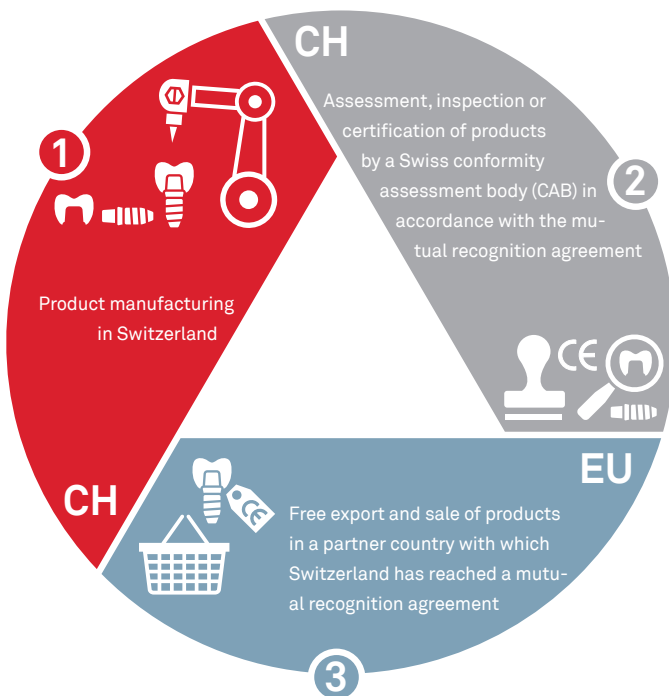 1
Product manufacturing
in Switzerland
CH
CH
Assessment, inspection or
certification of products
by a Swiss conformity
assessment body (CAB) in
accordance with the mu-
tual recognition agreement
2
CE
EU
CE
Free export and sale of products
in a partner country with which
Switzerland has reached a mutu-
al recognition agreement
3